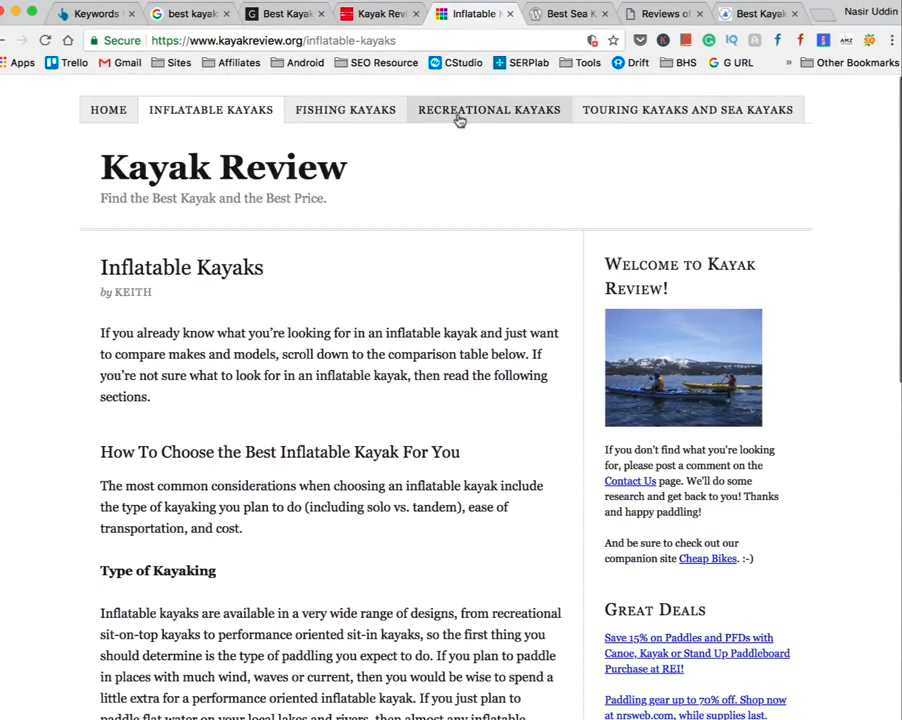 Keywords best kayak Best Kayak Kayak Revi Inflatable Best Sea K Reviews of Best Kayak Nasir Uddin
Secure https://www.kayakreview.org/inflatable-kayaks
Apps Trello Gmail Sites Affiliates Android SEO Resource CStudio SERPlab Tools Drift BHS G URL » Other Bookmarks
HOME INFLATABLE KAYAKS FISHING KAYAKS RECREATIONAL KAYAKS TOURING KAYAKS AND SEA KAYAKS
Kayak Review
Find the Best Kayak and the Best Price.
Inflatable Kayaks
by KEITH
If you already know what you're looking for in an inflatable kayak and just want
to compare makes and models, scroll down to the comparison table below. If
you're not sure what to look for in an inflatable kayak, then read the following
sections.
How To Choose the Best Inflatable Kayak For You
The most common considerations when choosing an inflatable kayak include
the type of kayaking you plan to do (including solo vs. tandem), ease of
transportation, and cost.
Type of Kayaking
Inflatable kayaks are available in a very wide range of designs, from recreational
sit-on-top kayaks to performance oriented sit-in kayaks, so the first thing you
should determine is the type of paddling you expect to do. If you plan to paddle
in places with much wind, waves or current, then you would be wise to spend a
little extra for a performance oriented inflatable kayak. If you just plan to
paddle flat water on your local lakes and rivers, then almost any inflatable
WELCOME TO KAYAK
REVIEW!
If you don't find what you're looking
for, please post a comment on the
Contact Us page. We'll do some
research and get back to you! Thanks
and happy paddling!
And be sure to check out our
companion site Cheap Bikes. :-)
GREAT DEALS
Save 15% on Paddles and PFDs with
Canoe, Kayak or Stand Up Paddleboard
Purchase at REI!
Paddling gear up to 70% off. Shop now
at nrsweb.com, while supplies last.